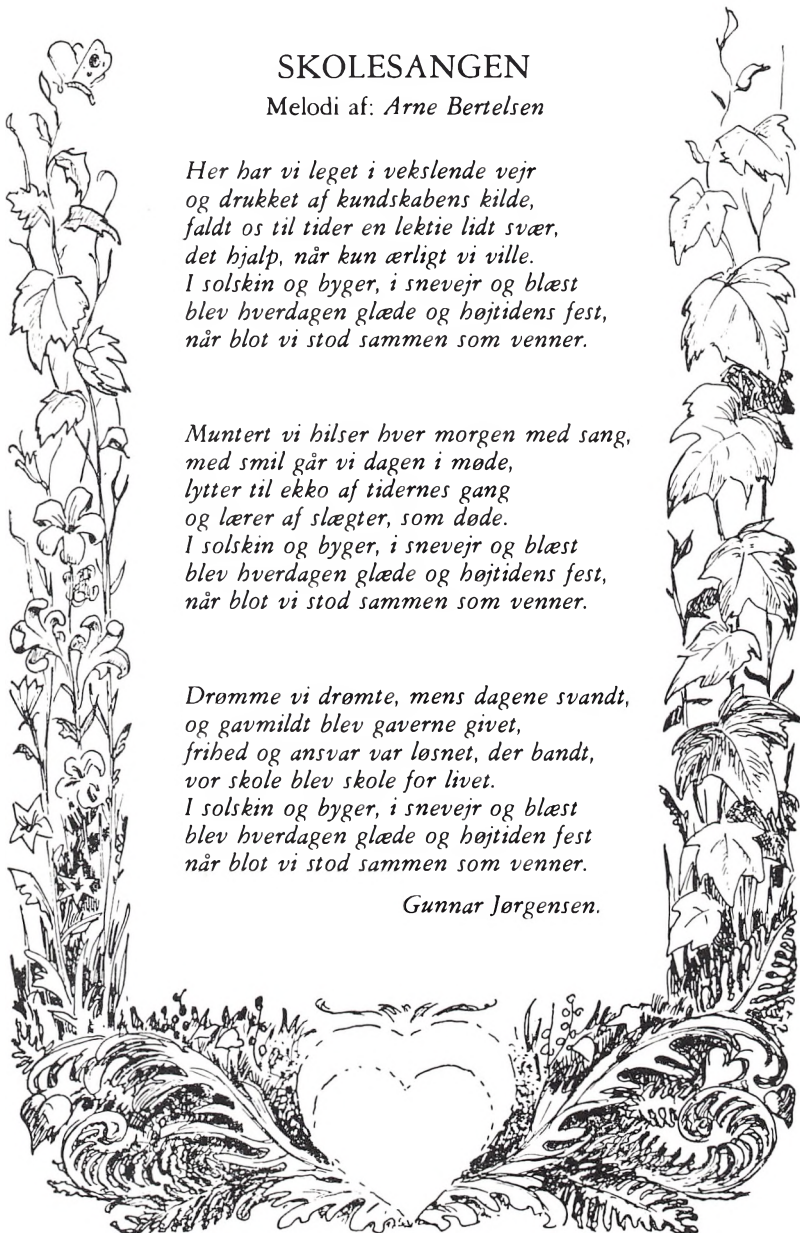 SKOLESANGEN
Melodi af: Arne Bertelsen
Her har vi leget i vekslende vejr
og drukket af kundskabens kilde,
faldt os til tider en lektie lidt svær,
det hjalp, når kun ærligt vi ville.
I solskin og byger, i snevejr og blæst
blev hverdagen glæde og højtidens fest,
når blot vi stod sammen som venner.
Muntert vi hilser hver morgen med sang,
med smil går vi dagen i møde,
lytter til ekko af tidernes gang
og lærer af slægter, som døde.
I solskin og byger, i snevejr og blæst
blev hverdagen glæde og højtidens fest,
når blot vi stod sammen som venner.
Drømme vi drømte, mens dagene svandt,
og gavmildt blev gaverne givet,
frihed og ansvar var løsnet, der bandt,
vor skole blev skole for livet.
I solskin og byger, i snevejr og blæst
blev hverdagen glæde og højtiden fest
når blot vi stod sammen som venner.
Gunnar Jørgensen.